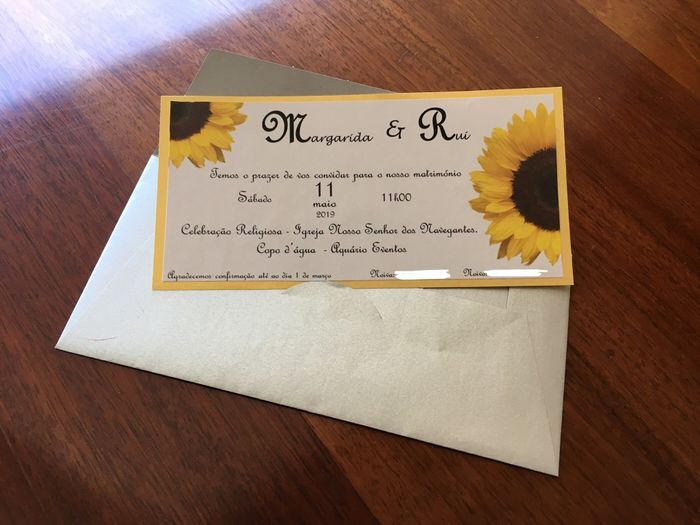 Margarida & Rui
Temos o prazer de vos convidar para o nosso matrimónio
Sábado 11 11h00
maio
2019
Celebração Religiosa - Igreja Nosso Senhor dos Navegantes.
Copo d'água - Aquário Eventos
Agradecemos confirmação até ao dia 1 de março Noiva: Noivo: